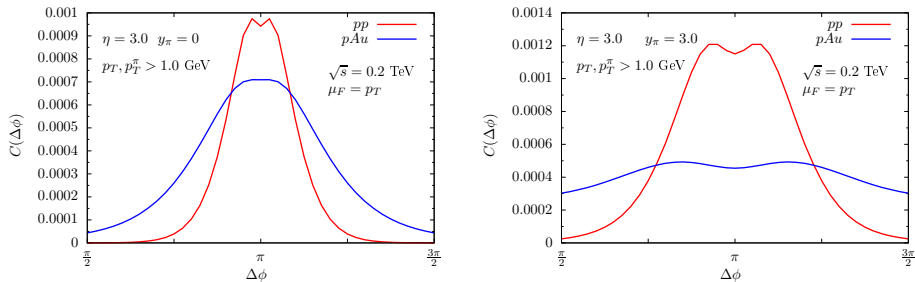 0.001
0.0009
0.0008
0.0007
0.0006
0.0005
0.0004
0.0003
0.0002
0.0001
0
C(Δϕ)
pp
pAu
η = 3.0 y_π = 0
p_T, p_T^π > 1.0 GeV
√s = 0.2 TeV
μ_F = p_T
π/2
π
3π/2
Δϕ
0.0014
0.0012
0.001
0.0008
0.0006
0.0004
0.0002
0
C(Δϕ)
pp
pAu
η = 3.0 y_π = 3.0
p_T, p_T^π > 1.0 GeV
√s = 0.2 TeV
μ_F = p_T
π/2
π
3π/2
Δϕ